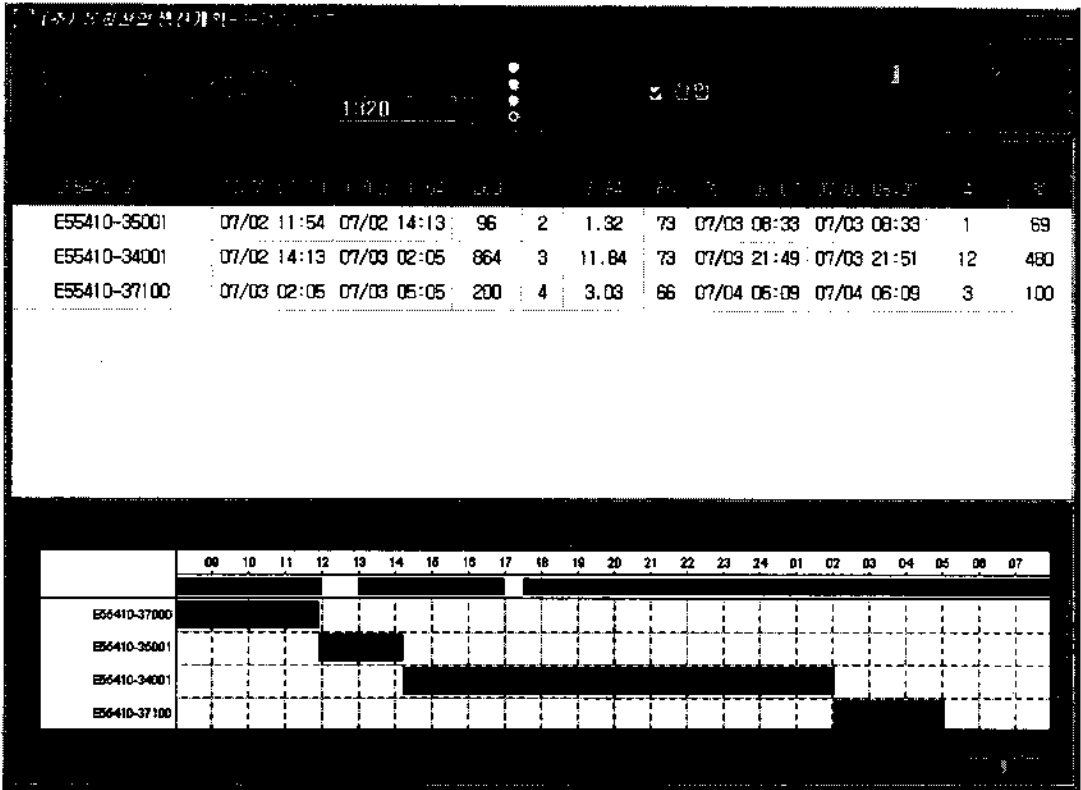 1320
E55410-35001 07/02 11:54 07/02 14:13 96 2 1.32 73 07/03 08:33 07/03 08:33 1 69
E55410-34001 07/02 14:13 07/03 02:05 864 3 11.84 73 07/03 21:49 07/03 21:51 12 480
E55410-37100 07/03 02:05 07/03 05:05 200 4 3.03 66 07/04 06:09 07/04 06:09 3 100
09 10 11 12 13 14 15 16 17 18 19 20 21 22 23 24 01 02 03 04 05 06 07
E55410-37000
E55410-35001
E55410-34001
E55410-37100